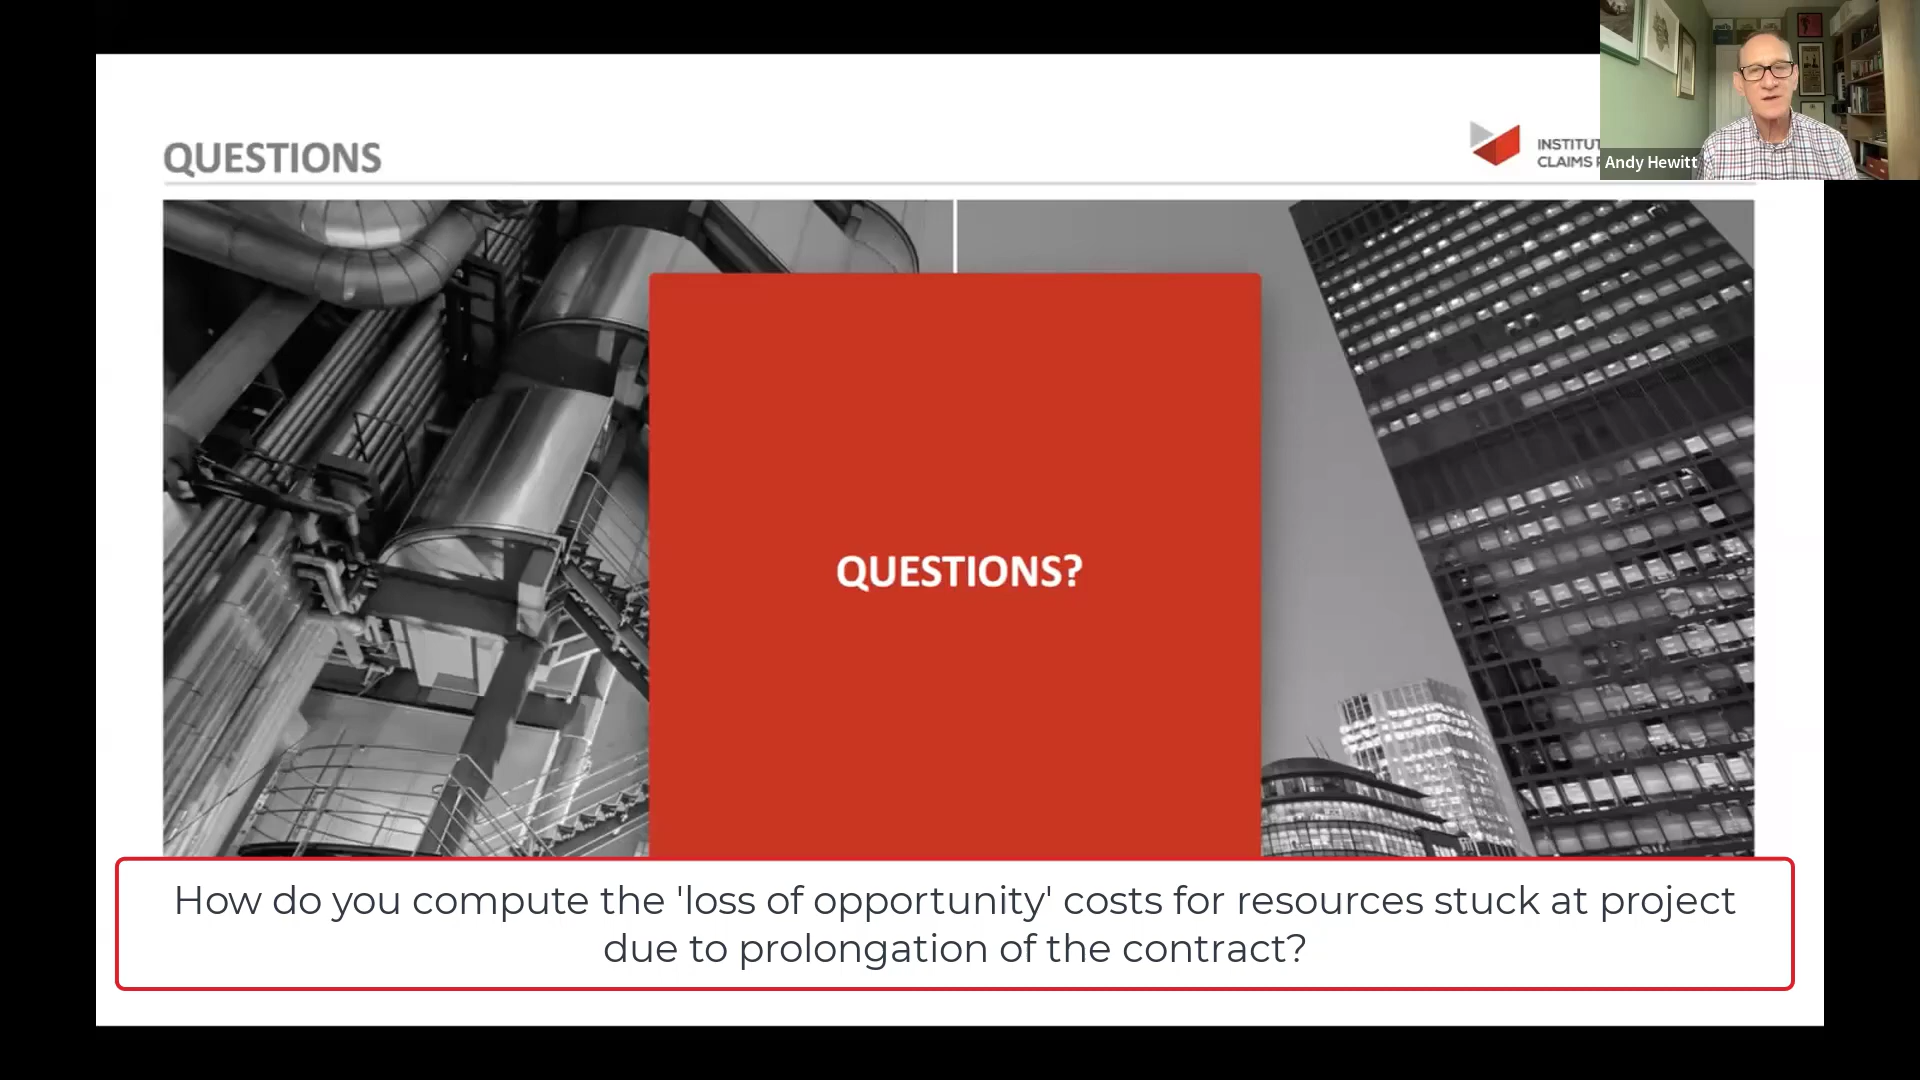 QUESTIONS
INSTITUT
CLAIMS
Andy Hewitt
QUESTIONS?
How do you compute the 'loss of opportunity' costs for resources stuck at project
due to prolongation of the contract?